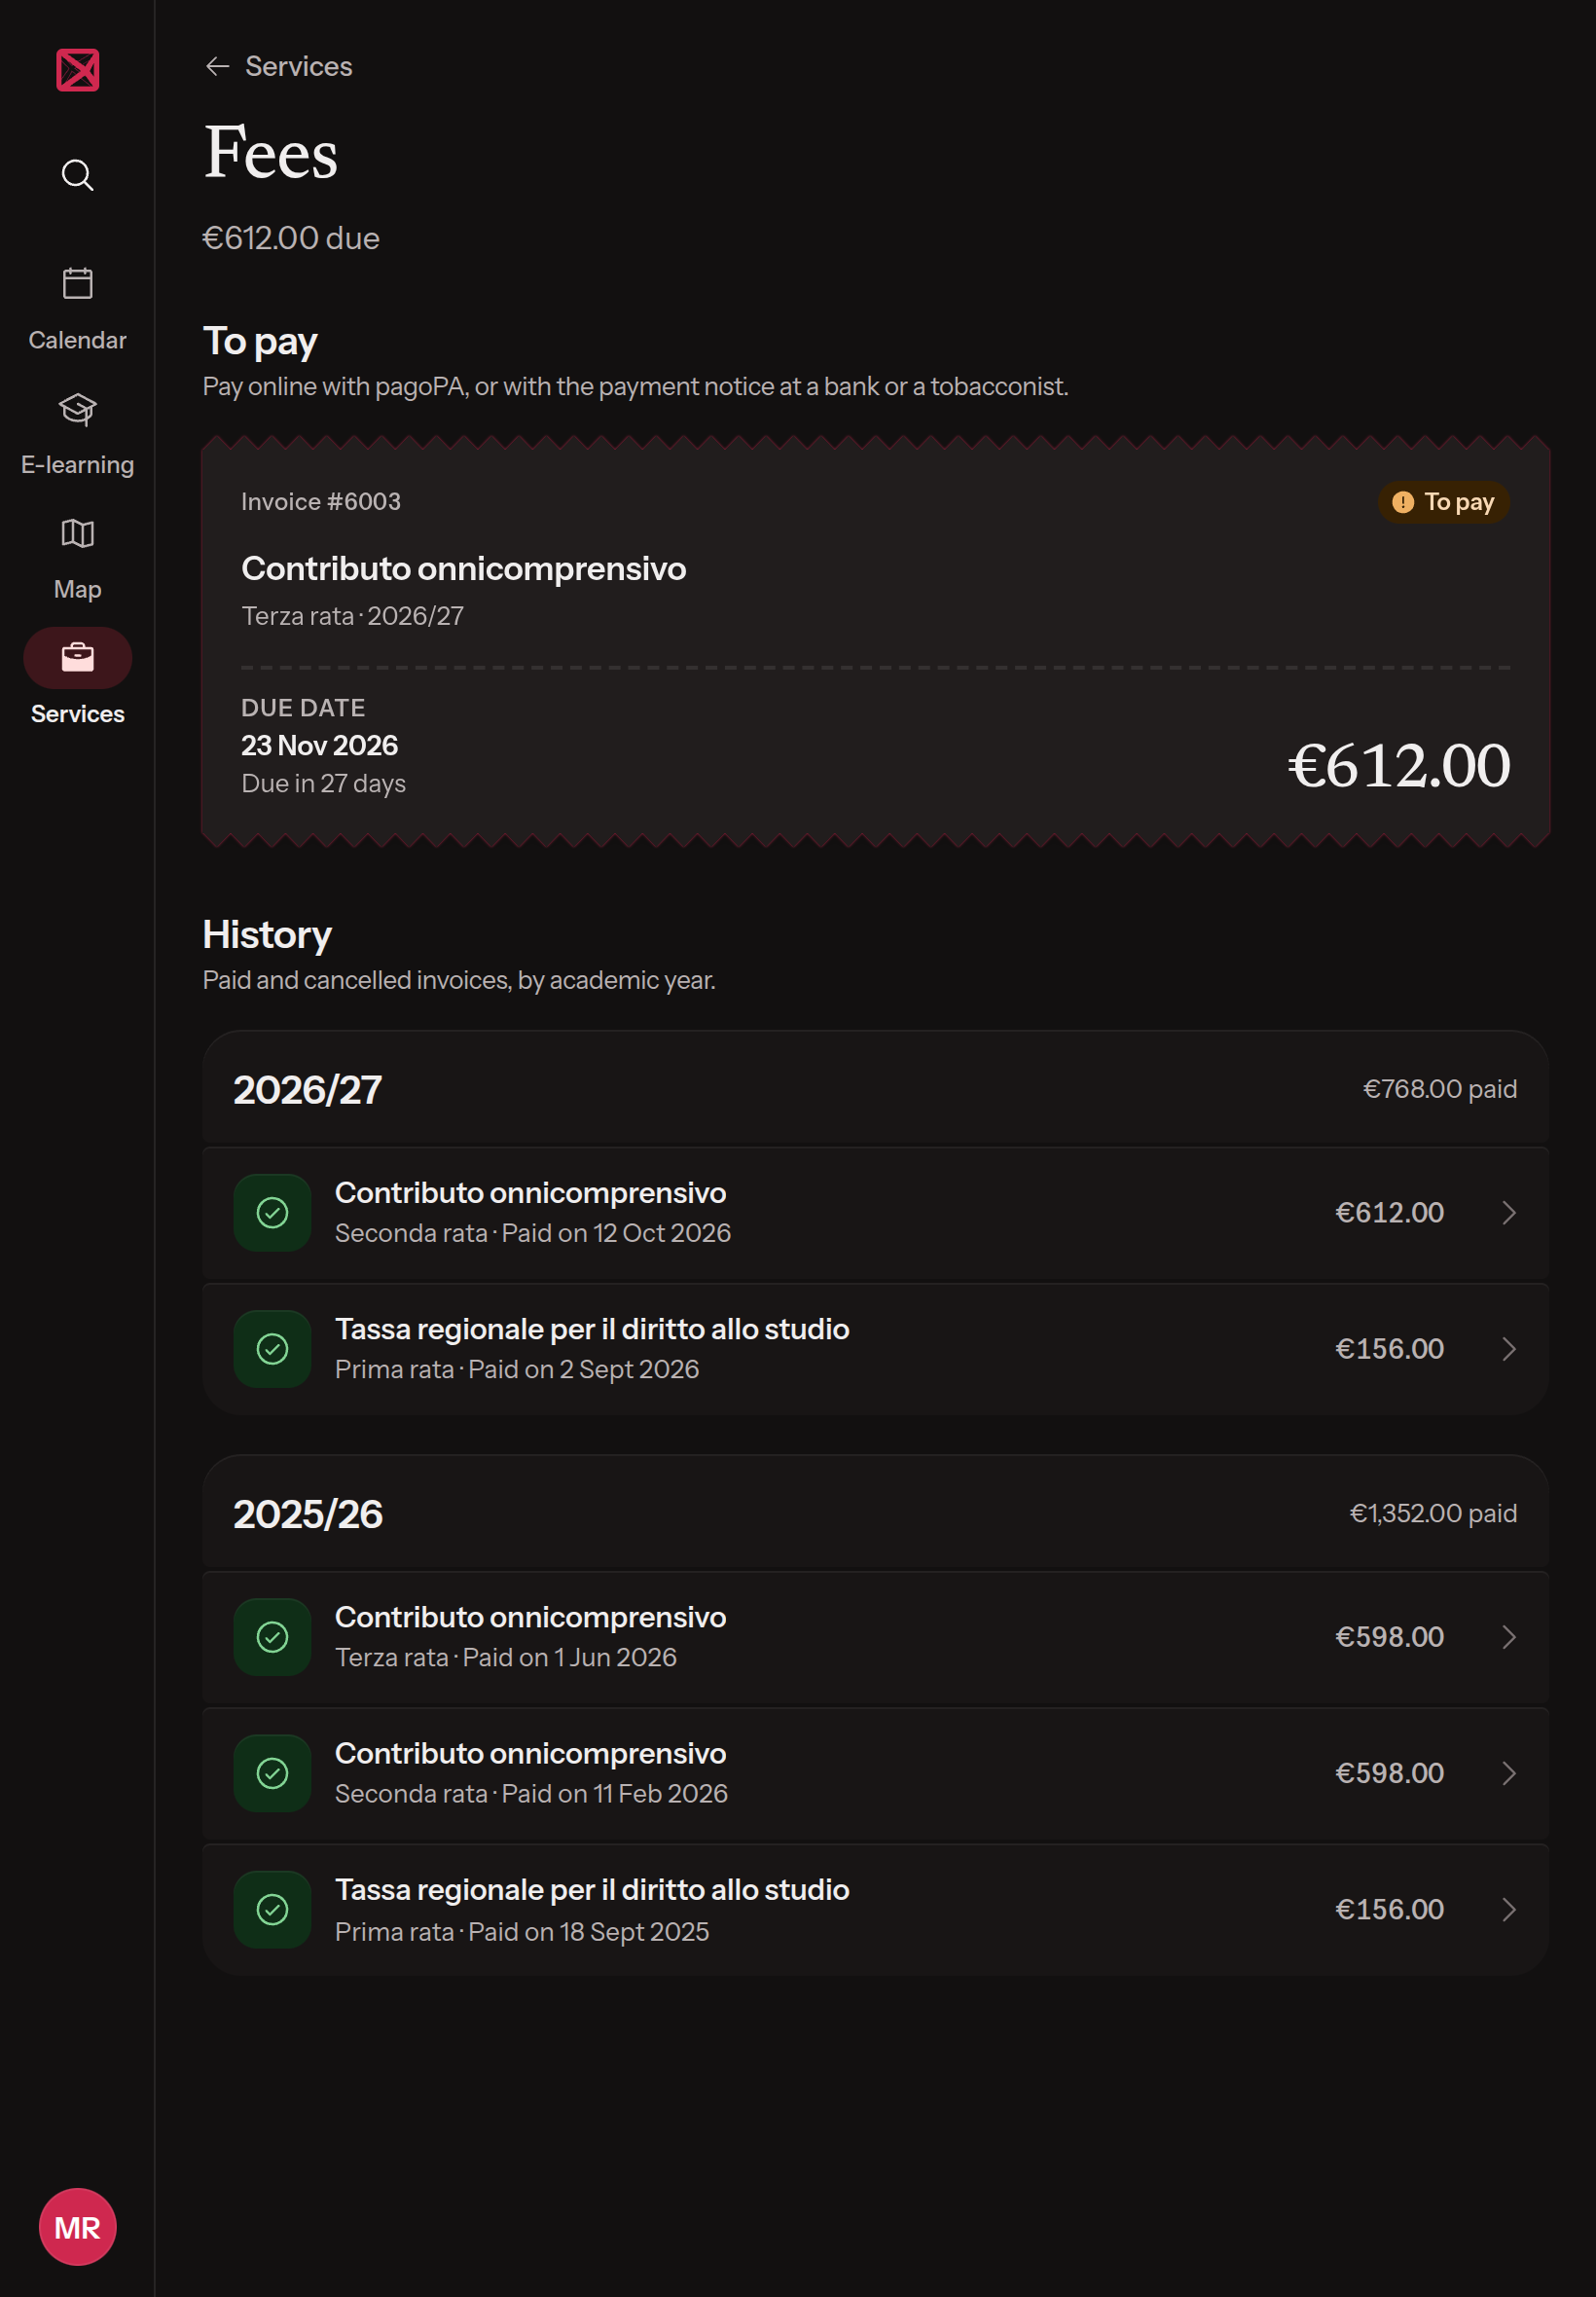 Services
Fees
€612.00 due
To pay
Pay online with pagoPA, or with the payment notice at a bank or a tobacconist.
Invoice #6003
To pay
Contributo onnicomprensivo
Terza rata · 2026/27
DUE DATE
23 Nov 2026
Due in 27 days
€612.00
History
Paid and cancelled invoices, by academic year.
2026/27
€768.00 paid
Contributo onnicomprensivo
Seconda rata · Paid on 12 Oct 2026
€612.00
Tassa regionale per il diritto allo studio
Prima rata · Paid on 2 Sept 2026
€156.00
2025/26
€1,352.00 paid
Contributo onnicomprensivo
Terza rata · Paid on 1 Jun 2026
€598.00
Contributo onnicomprensivo
Seconda rata · Paid on 11 Feb 2026
€598.00
Tassa regionale per il diritto allo studio
Prima rata · Paid on 18 Sept 2025
€156.00
Calendar
E-learning
Map
Services
MR